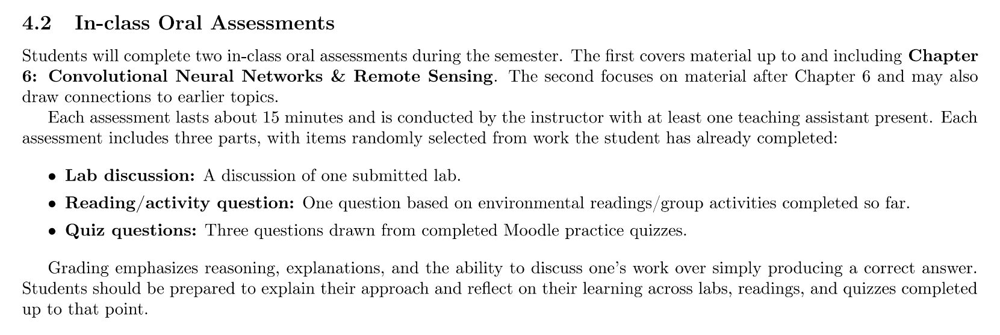 4.2 In-class Oral Assessments
Students will complete two in-class oral assessments during the semester. The first covers material up to and including Chapter
6: Convolutional Neural Networks & Remote Sensing. The second focuses on material after Chapter 6 and may also
draw connections to earlier topics.
Each assessment lasts about 15 minutes and is conducted by the instructor with at least one teaching assistant present. Each
assessment includes three parts, with items randomly selected from work the student has already completed:
• Lab discussion: A discussion of one submitted lab.
• Reading/activity question: One question based on environmental readings/group activities completed so far.
• Quiz questions: Three questions drawn from completed Moodle practice quizzes.
Grading emphasizes reasoning, explanations, and the ability to discuss one's work over simply producing a correct answer.
Students should be prepared to explain their approach and reflect on their learning across labs, readings, and quizzes completed
up to that point.